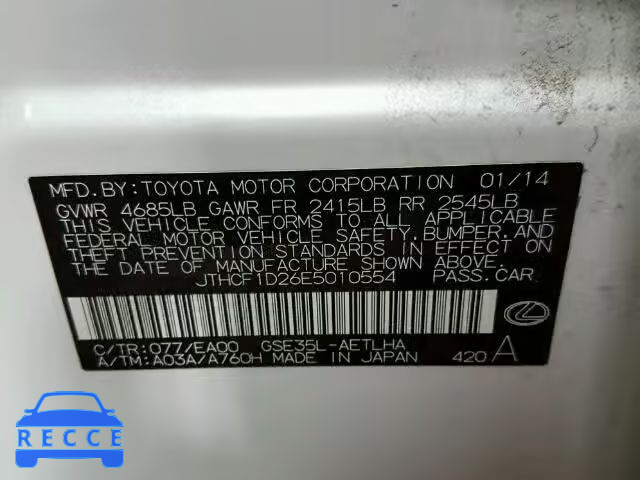 MFD.BY:TOYOTA MOTOR CORPORATION 01/14
GVWR 4685LB GAWR FR 2415LB RR 2545LB
THIS VEHICLE CONFORMS TO ALL APPLICABLE
FEDERAL MOTOR VEHICLE SAFETY,BUMPER,AND
THEFT PREVENTION STANDARDS IN EFFECT ON
THE DATE OF MANUFACTURE SHOWN ABOVE.
JTHCF1D26E5010554 PASS.CAR
C/TR:077/EA00 GSE35L-AETLHA
A/TM:A03A/A760H MADE IN JAPAN 420 A
RECCE